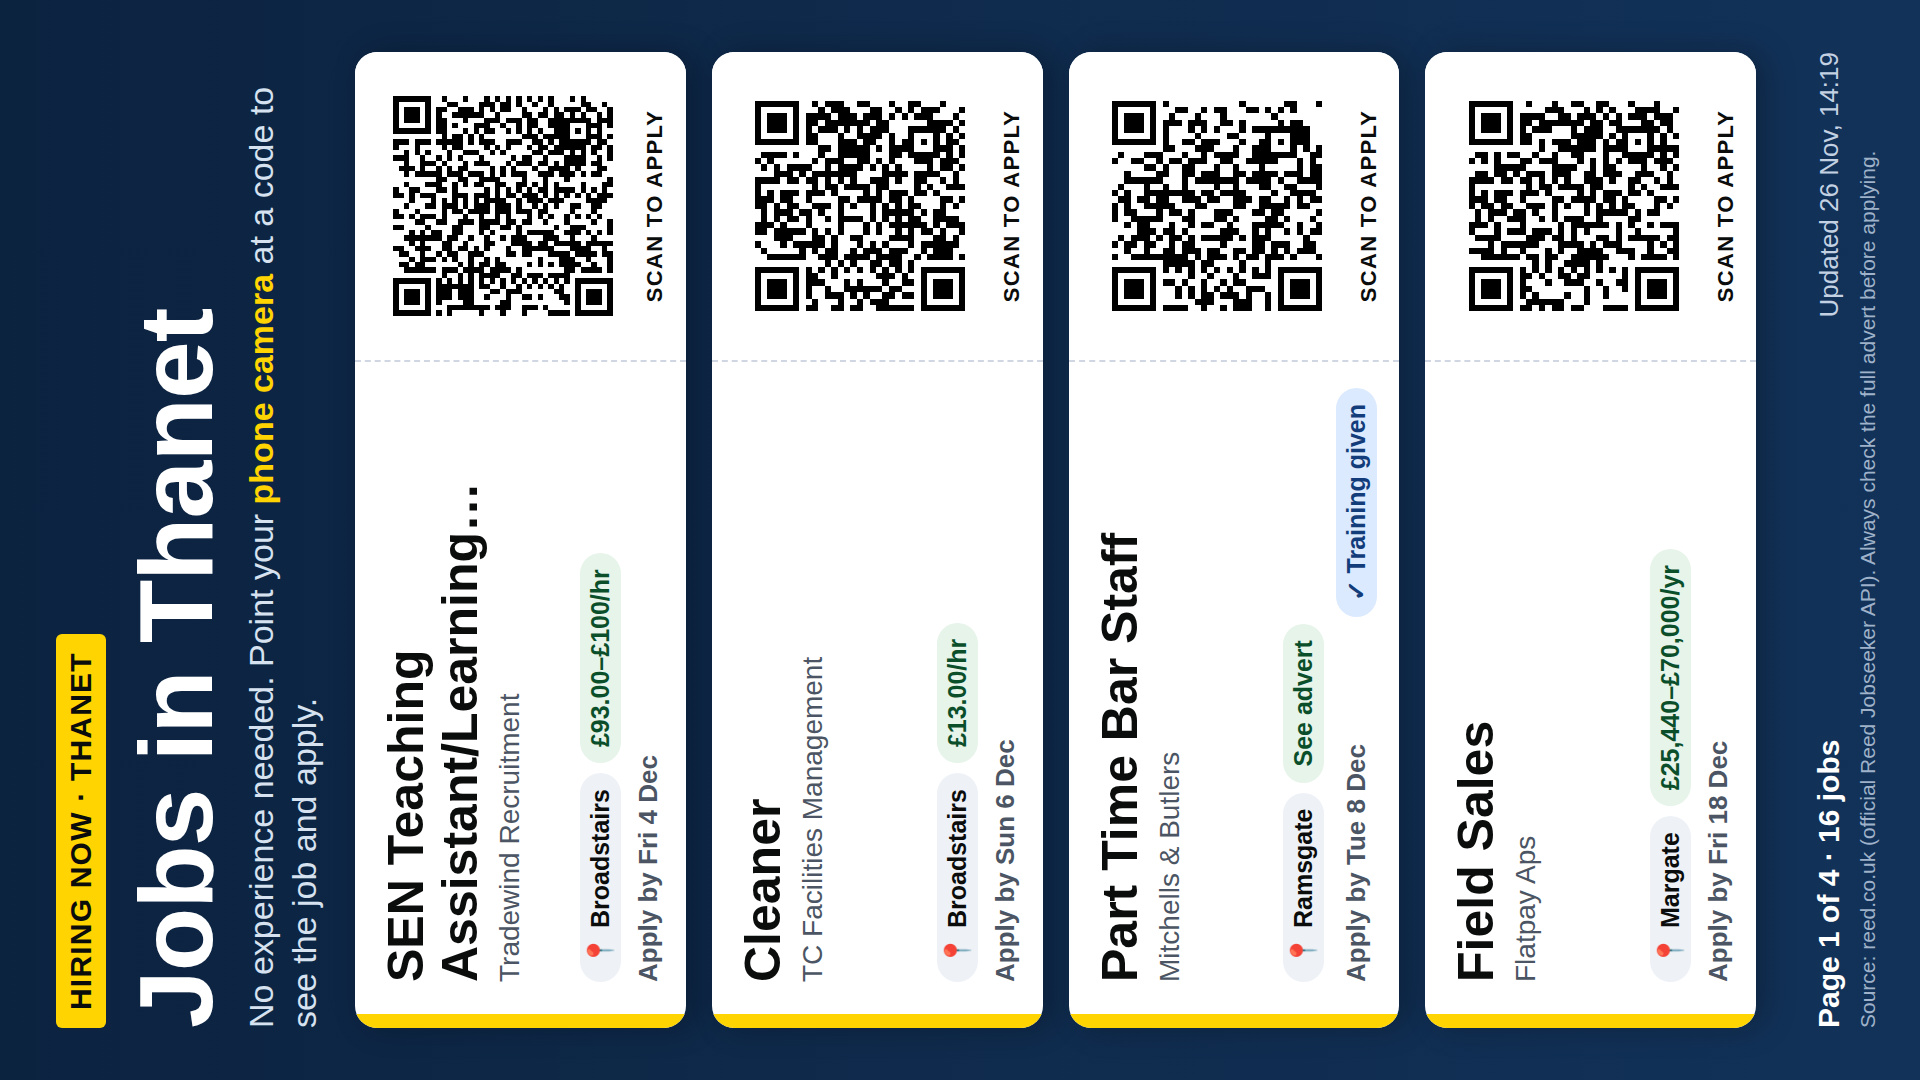 HIRING NOW · THANET
Jobs in Thanet
No experience needed. Point your phone camera at a code to
see the job and apply.
SEN Teaching
Assistant/Learning…
Tradewind Recruitment
📍 Broadstairs
£93.00–£100/hr
Apply by Fri 4 Dec
SCAN TO APPLY
Cleaner
TC Facilities Management
📍 Broadstairs
£13.00/hr
Apply by Sun 6 Dec
SCAN TO APPLY
Part Time Bar Staff
Mitchells & Butlers
📍 Ramsgate
See advert
✓ Training given
Apply by Tue 8 Dec
SCAN TO APPLY
Field Sales
Flatpay Aps
📍 Margate
£25,440–£70,000/yr
Apply by Fri 18 Dec
SCAN TO APPLY
Page 1 of 4 · 16 jobs
Updated 26 Nov, 14:19
Source: reed.co.uk (official Reed Jobseeker API). Always check the full advert before applying.